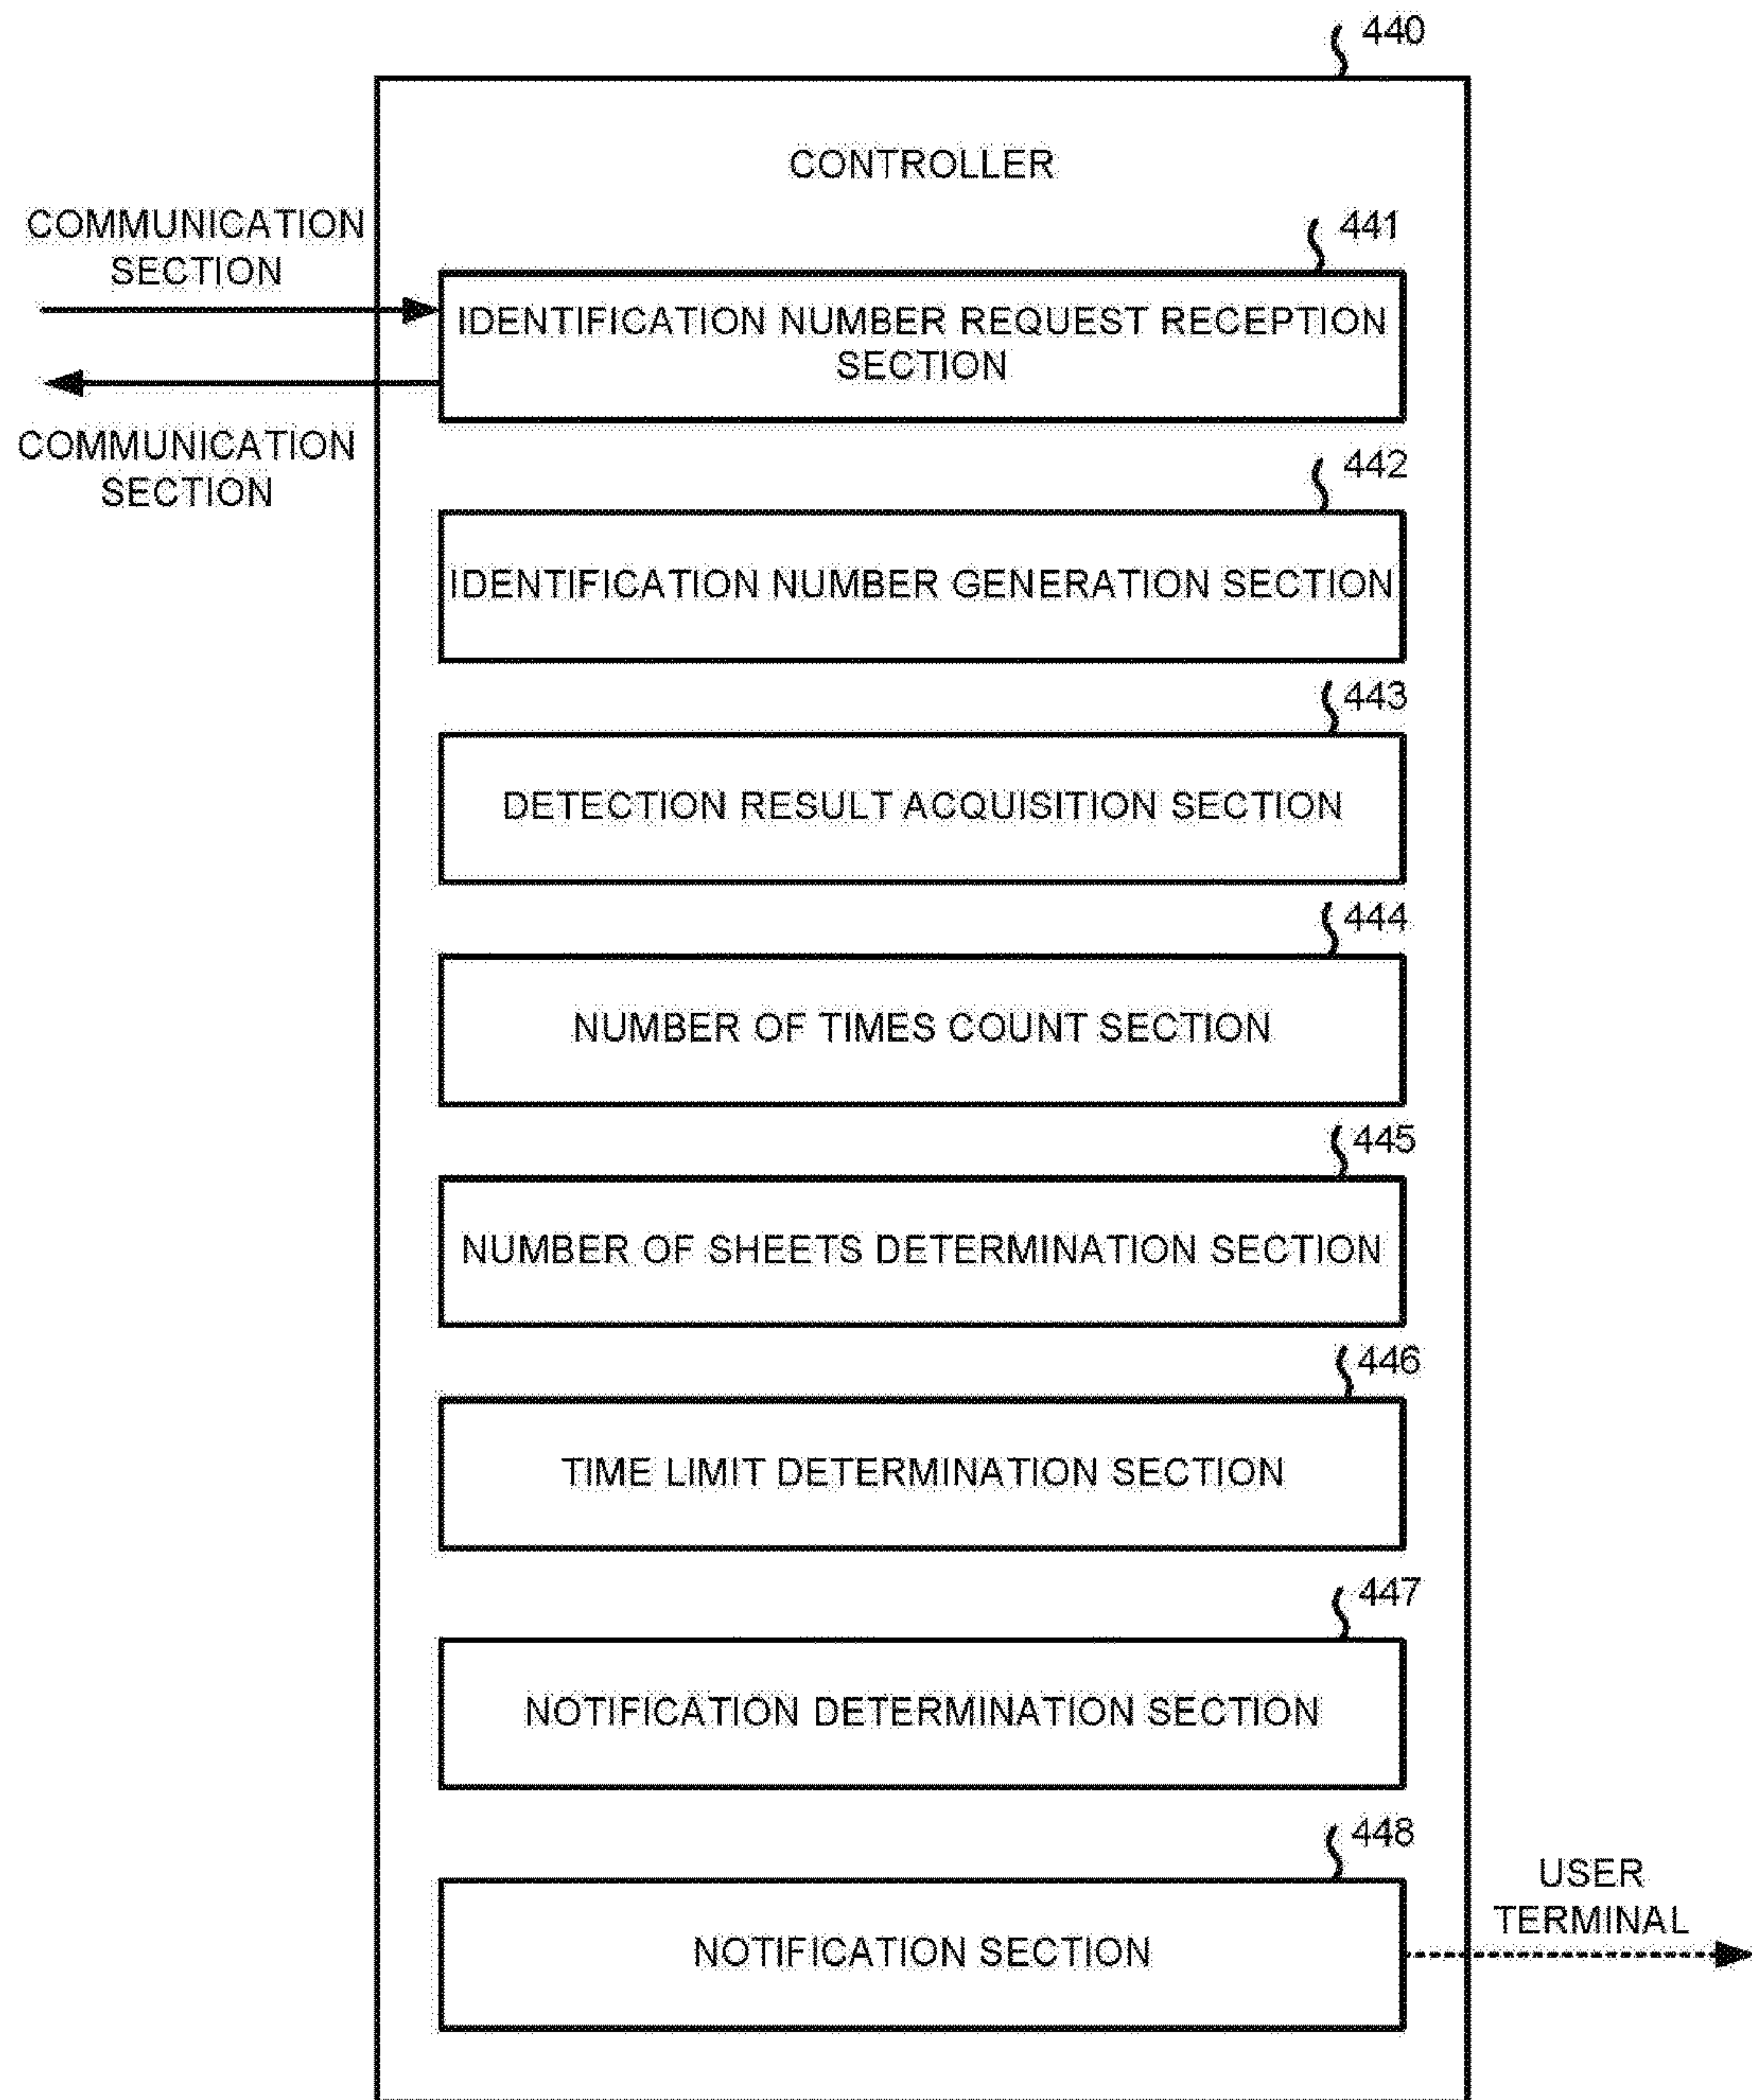 440
CONTROLLER
COMMUNICATION
SECTION
441
IDENTIFICATION NUMBER REQUEST RECEPTION
SECTION
COMMUNICATION
SECTION
442
IDENTIFICATION NUMBER GENERATION SECTION
443
DETECTION RESULT ACQUISITION SECTION
444
NUMBER OF TIMES COUNT SECTION
445
NUMBER OF SHEETS DETERMINATION SECTION
446
TIME LIMIT DETERMINATION SECTION
447
NOTIFICATION DETERMINATION SECTION
448
NOTIFICATION SECTION
USER
TERMINAL